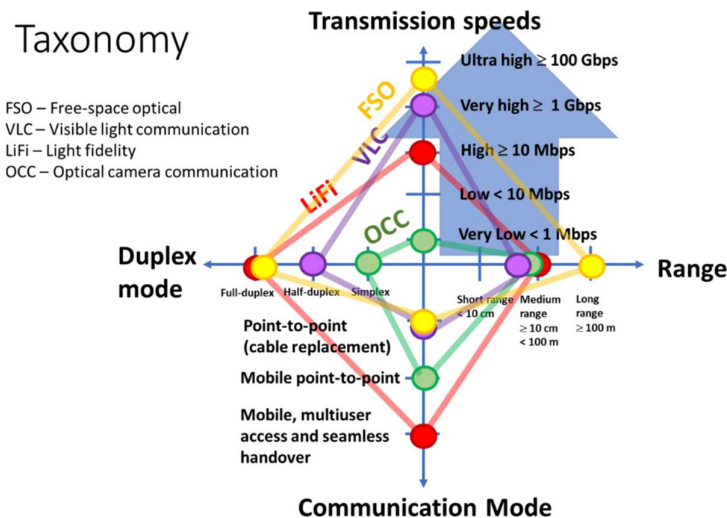 Taxonomy
Transmission speeds
FSO – Free-space optical
VLC – Visible light communication
LiFi – Light fidelity
OCC – Optical camera communication
Ultra high ≥ 100 Gbps
Very high ≥ 1 Gbps
High ≥ 10 Mbps
Low < 10 Mbps
Very Low < 1 Mbps
FSO
VLC
LiFi
OCC
Duplex
mode
Full-duplex
Half-duplex
Simplex
Range
Short range
< 10 cm
Medium
range
≥ 10 cm
< 100 m
Long
range
≥ 100 m
Point-to-point
(cable replacement)
Mobile point-to-point
Mobile, multiuser
access and seamless
handover
Communication Mode